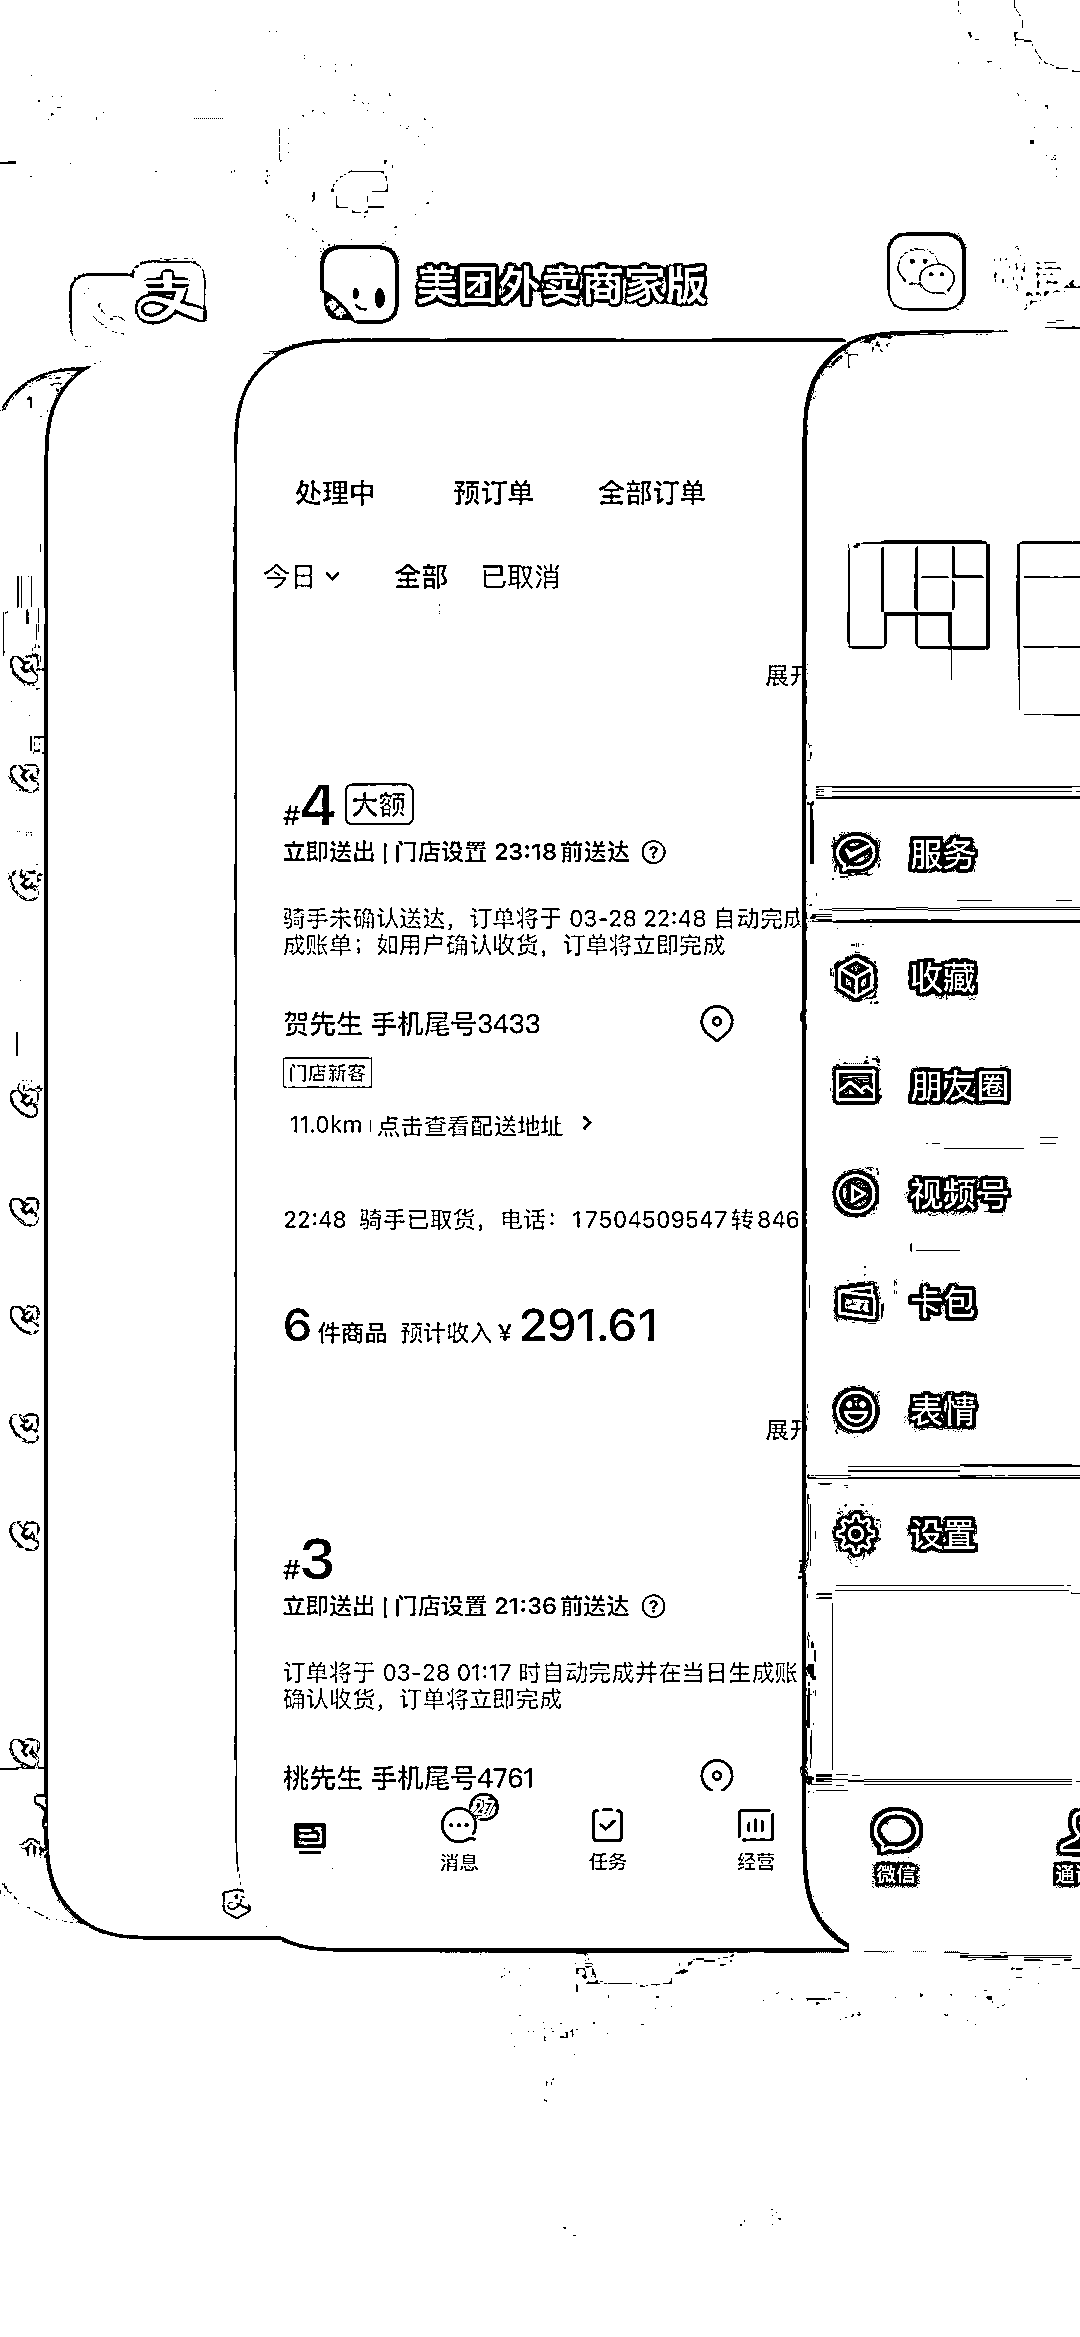 支
美团外卖商家版
处理中 预订单 全部订单
今日 全部 已取消
展开
#4 大额
立即送出 | 门店设置 23:18前送达
骑手未确认送达，订单将于 03-28 22:48 自动完成
成账单；如用户确认收货，订单将立即完成
贺先生 手机尾号3433
门店新客
11.0km 点击查看配送地址
22:48 骑手已取货，电话：17504509547转846
6 件商品 预计收入 ¥ 291.61
展开
#3
立即送出 | 门店设置 21:36前送达
订单将于 03-28 01:17 时自动完成并在当日生成账
确认收货，订单将立即完成
桃先生 手机尾号4761
27
消息 任务 经营
服务
收藏
朋友圈
视频号
卡包
表情
设置
微信 通